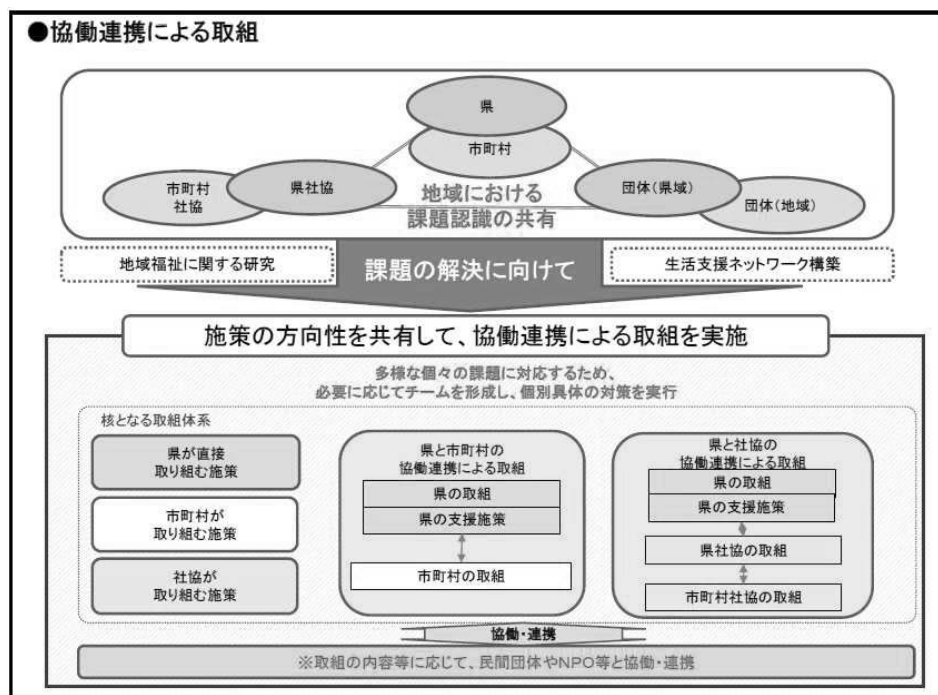 ●協働連携による取組
県
市町村
市町村
社協
県社協
団体(県域)
団体(地域)
地域における
課題認識の共有
地域福祉に関する研究
課題の解決に向けて
生活支援ネットワーク構築
施策の方向性を共有して、協働連携による取組を実施
多様な個々の課題に対応するため、
必要に応じてチームを形成し、個別具体の対策を実行
核となる取組体系
県が直接
取り組む施策
市町村が
取り組む施策
社協が
取り組む施策
県と市町村の
協働連携による取組
県の取組
県の支援施策
市町村の取組
県と社協の
協働連携による取組
県の取組
県の支援施策
県社協の取組
市町村社協の取組
協働・連携
※取組の内容等に応じて、民間団体やNPO等と協働・連携